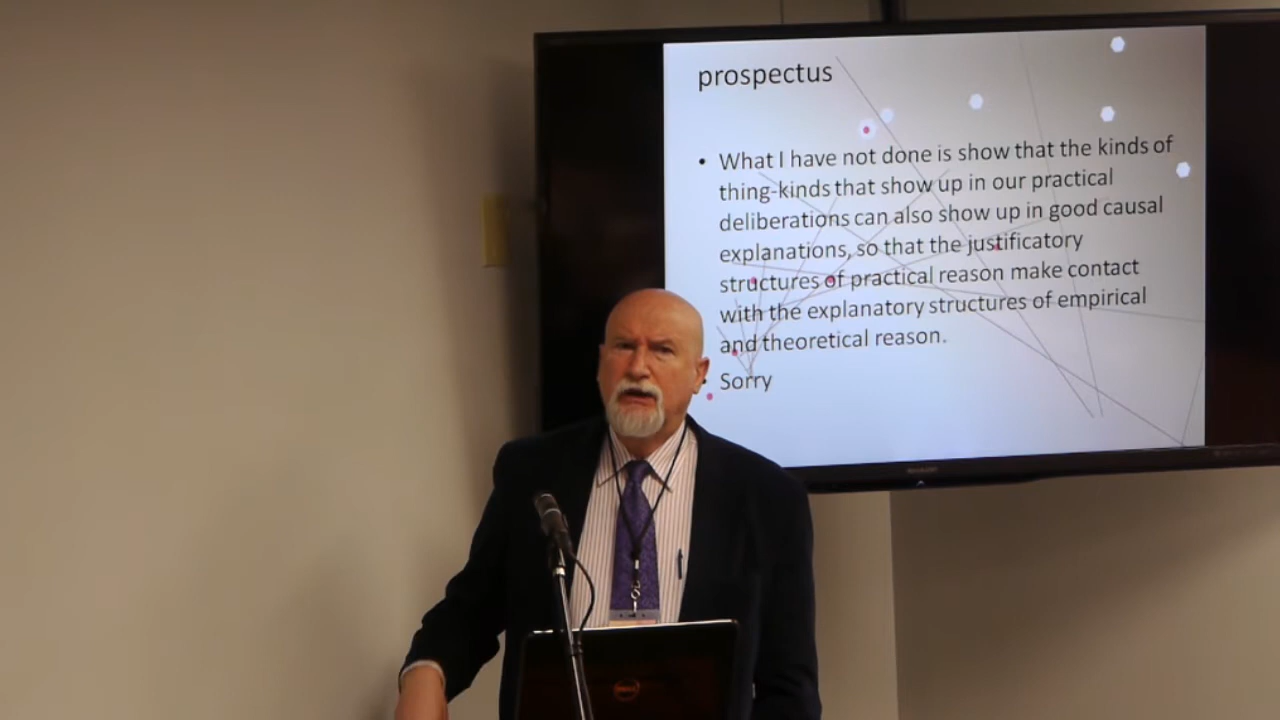 prospectus
• What I have not done is show that the kinds of
thing-kinds that show up in our practical
deliberations can also show up in good causal
explanations, so that the justificatory
structures of practical reason make contact
with the explanatory structures of empirical
and theoretical reason.
• Sorry
SHARP
DELL